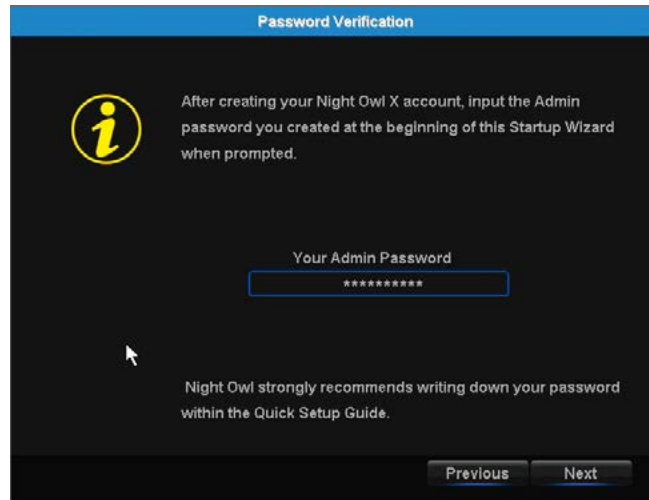 Password Verification
After creating your Night Owl X account, input the Admin
password you created at the beginning of this Startup Wizard
when prompted.
Your Admin Password
**********
Night Owl strongly recommends writing down your password
within the Quick Setup Guide.
Previous Next